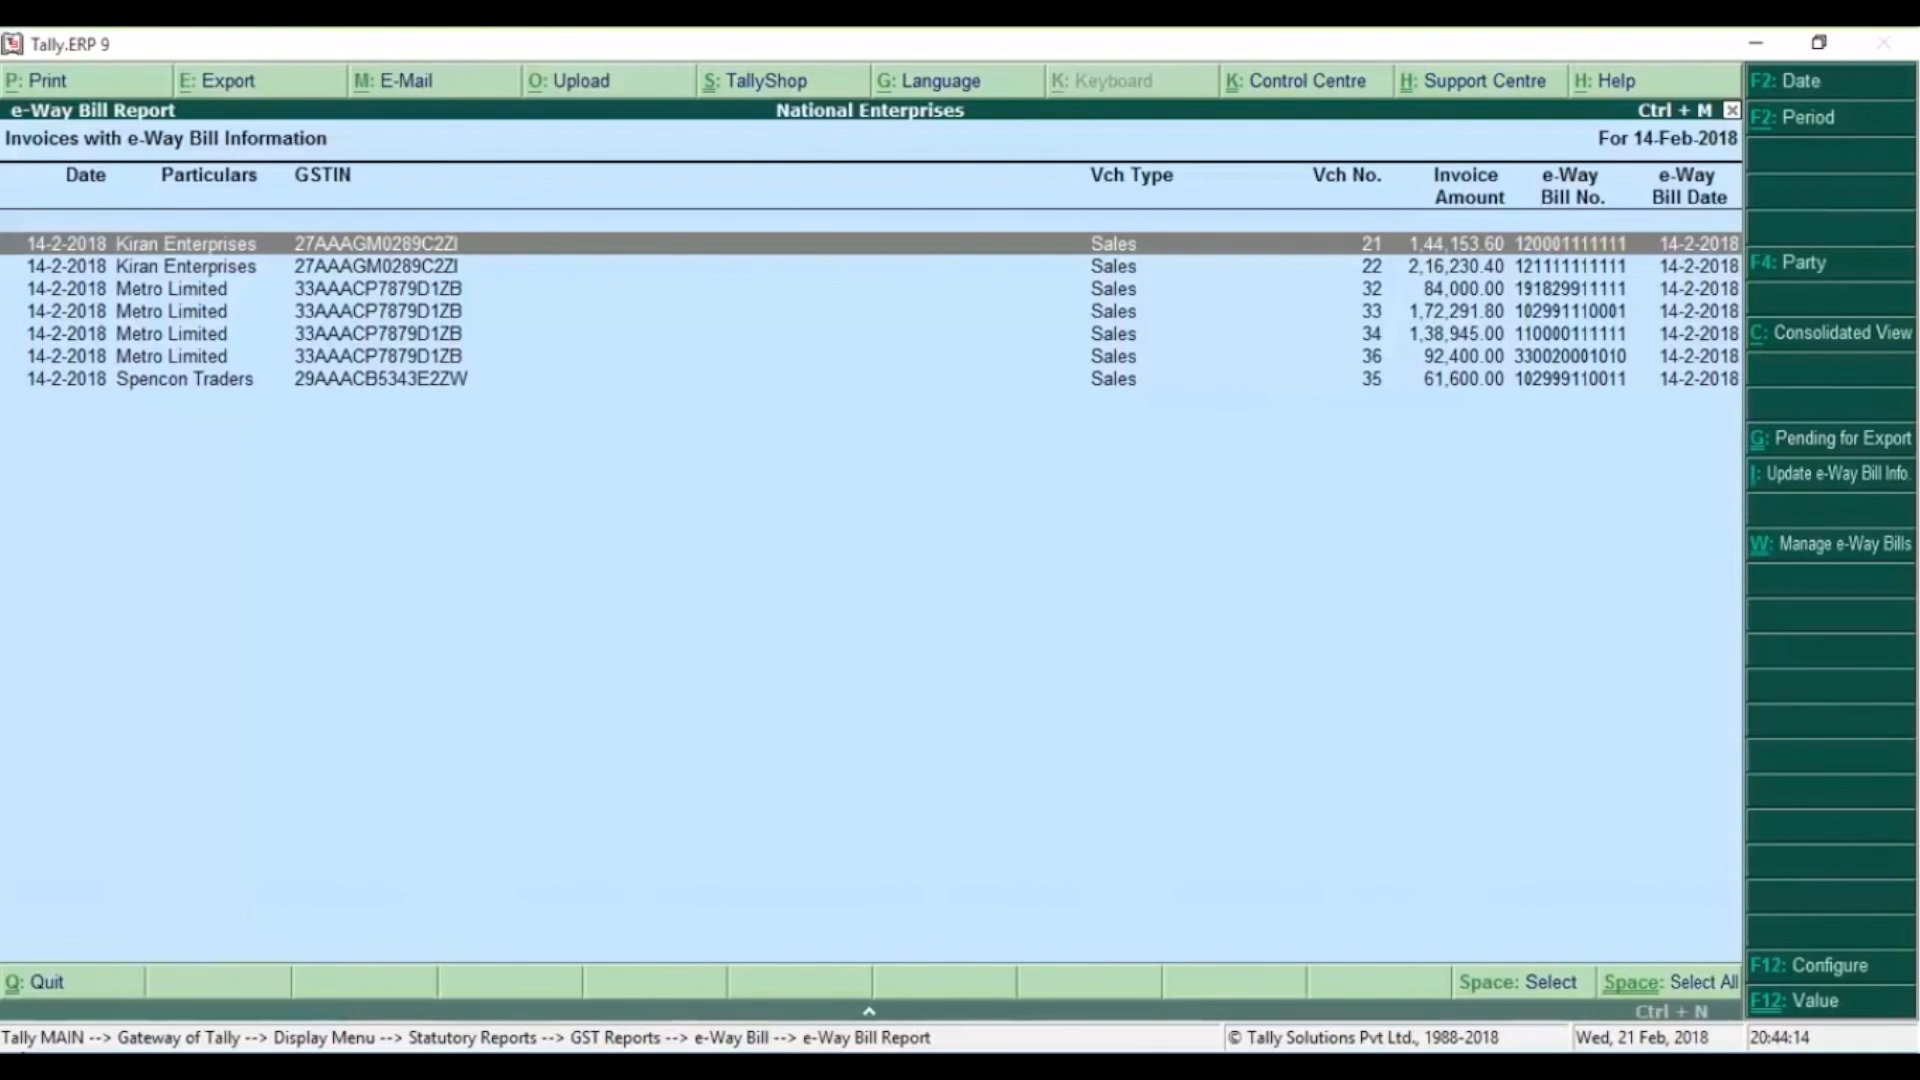 Tally.ERP 9
P: Print E: Export M: E-Mail O: Upload S: TallyShop G: Language K: Keyboard K: Control Centre H: Support Centre H: Help
e-Way Bill Report National Enterprises Ctrl + M
Invoices with e-Way Bill Information For 14-Feb-2018
Date Particulars GSTIN Vch Type Vch No. Invoice Amount e-Way Bill No. e-Way Bill Date
14-2-2018 Kiran Enterprises 27AAAGM0289C2ZI Sales 21 1,44,153.60 120001111111 14-2-2018
14-2-2018 Kiran Enterprises 27AAAGM0289C2ZI Sales 22 2,16,230.40 121111111111 14-2-2018
14-2-2018 Metro Limited 33AAACP7879D1ZB Sales 32 84,000.00 191829911111 14-2-2018
14-2-2018 Metro Limited 33AAACP7879D1ZB Sales 33 1,72,291.80 102991110001 14-2-2018
14-2-2018 Metro Limited 33AAACP7879D1ZB Sales 34 1,38,945.00 110000111111 14-2-2018
14-2-2018 Metro Limited 33AAACP7879D1ZB Sales 36 92,400.00 330020001010 14-2-2018
14-2-2018 Spencon Traders 29AAACB5343E2ZW Sales 35 61,600.00 102999110011 14-2-2018
F2: Date
F2: Period
F4: Party
C: Consolidated View
G: Pending for Export
I: Update e-Way Bill Info.
W: Manage e-Way Bills
F12: Configure
F12: Value
Q: Quit Space: Select Space: Select All
Ctrl + N
Tally MAIN --> Gateway of Tally --> Display Menu --> Statutory Reports --> GST Reports --> e-Way Bill --> e-Way Bill Report © Tally Solutions Pvt Ltd., 1988-2018 Wed, 21 Feb, 2018 20:44:14